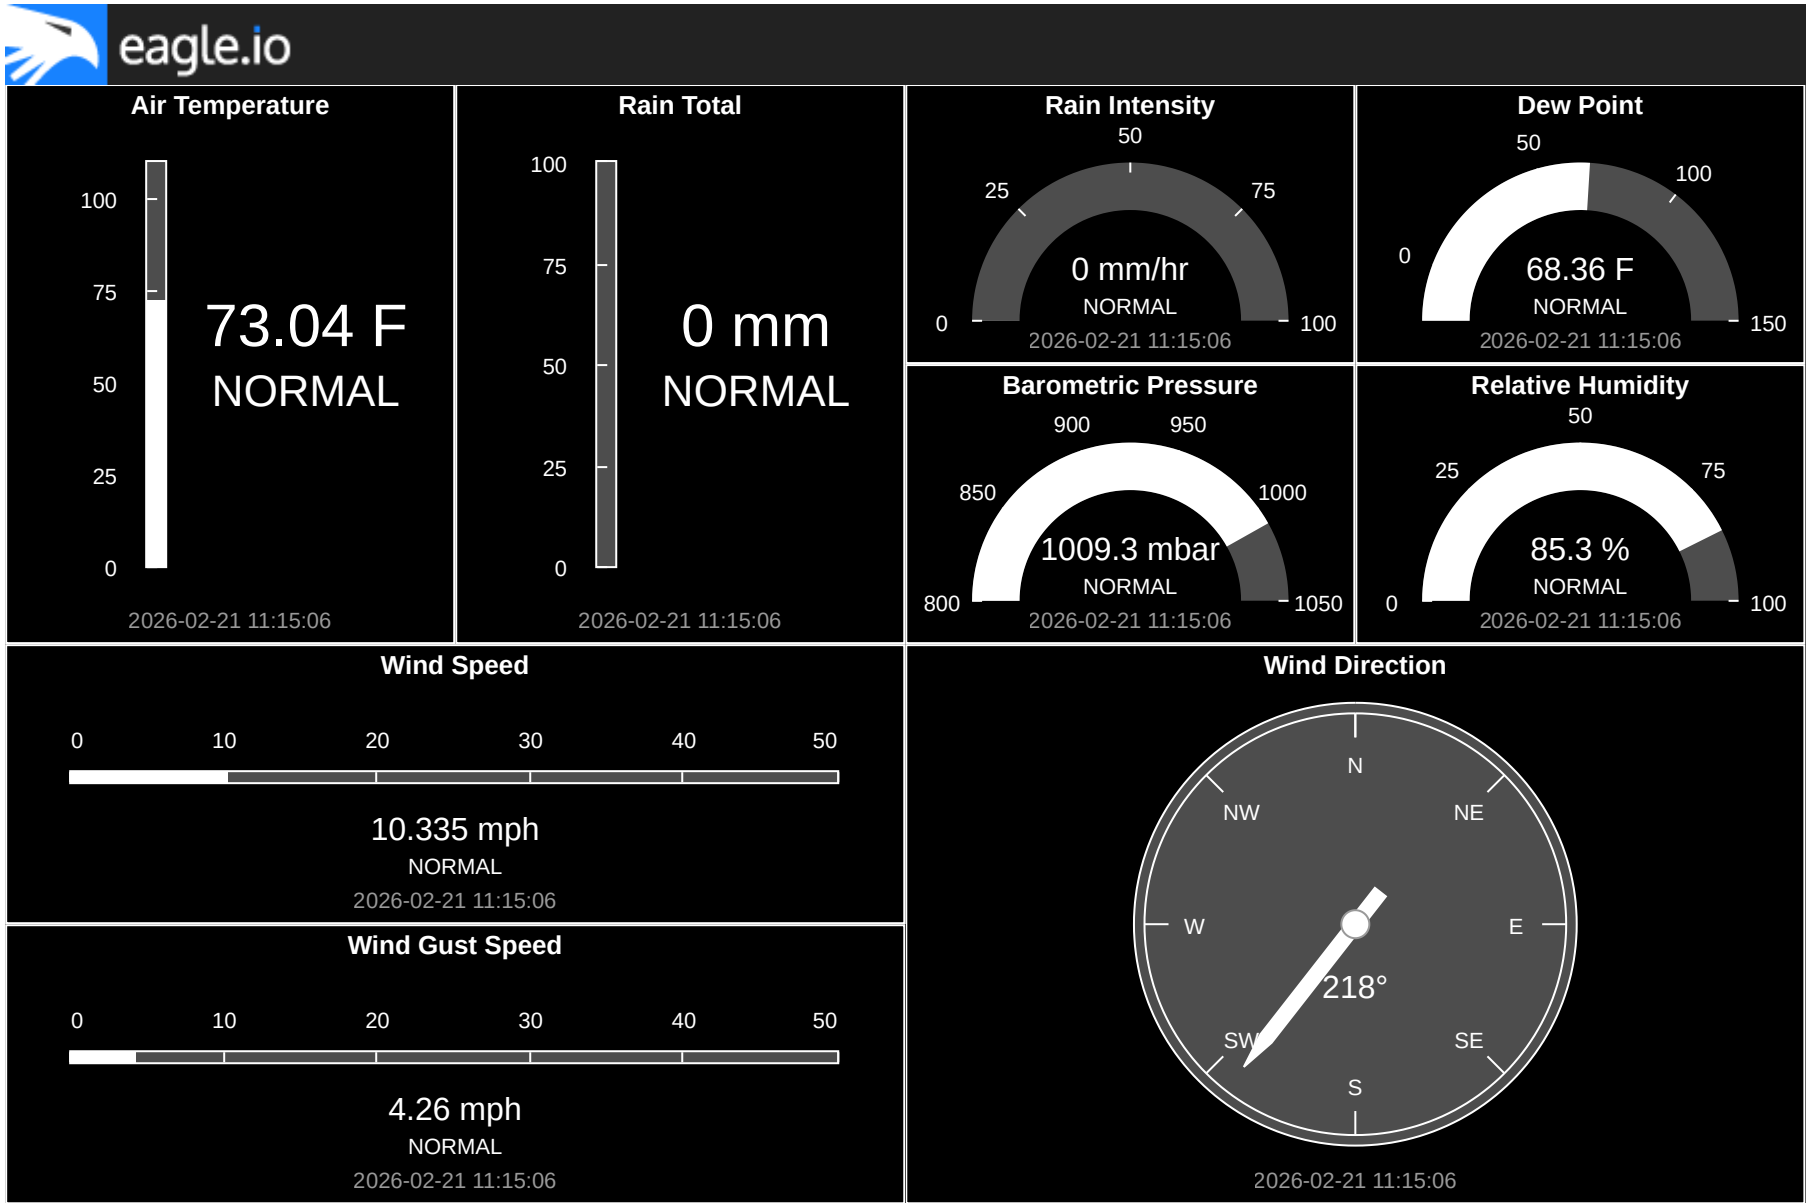 eagle.io
Air Temperature
100
75
50
25
0
73.04 F
NORMAL
2026-02-21 11:15:06
Rain Total
100
75
50
25
0
0 mm
NORMAL
2026-02-21 11:15:06
Rain Intensity
50
25
75
0
100
0 mm/hr
NORMAL
2026-02-21 11:15:06
Dew Point
50
100
0
150
68.36 F
NORMAL
2026-02-21 11:15:06
Barometric Pressure
900
950
850
1000
800
1050
1009.3 mbar
NORMAL
2026-02-21 11:15:06
Relative Humidity
50
25
75
0
100
85.3 %
NORMAL
2026-02-21 11:15:06
Wind Speed
0 10 20 30 40 50
10.335 mph
NORMAL
2026-02-21 11:15:06
Wind Gust Speed
0 10 20 30 40 50
4.26 mph
NORMAL
2026-02-21 11:15:06
Wind Direction
N
NW
NE
W
E
218°
SW
SE
S
2026-02-21 11:15:06